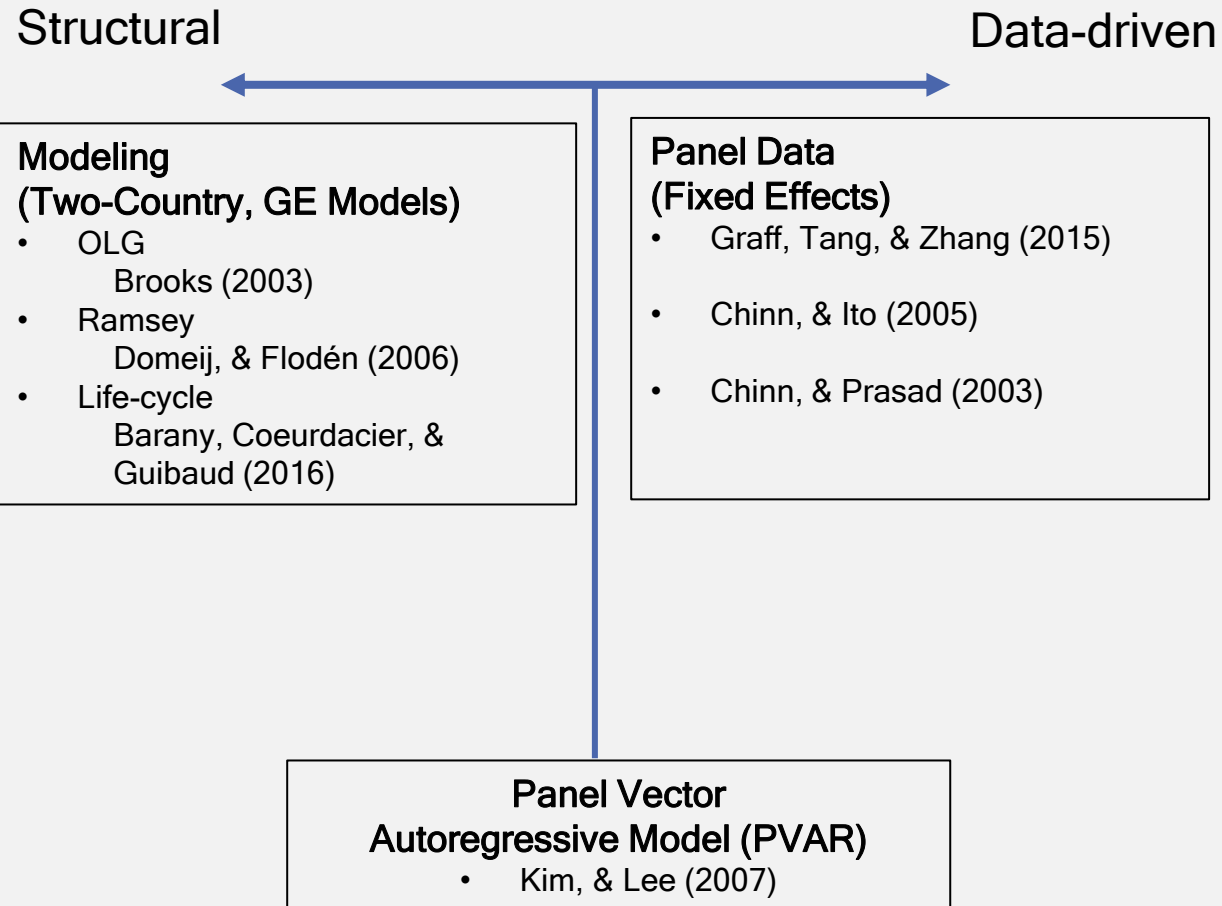 Structural
Data-driven
Modeling
(Two-Country, GE Models)
• OLG
Brooks (2003)
• Ramsey
Domeij, & Flodén (2006)
• Life-cycle
Barany, Coeurdacier, &
Guibaud (2016)
Panel Data
(Fixed Effects)
• Graff, Tang, & Zhang (2015)
• Chinn, & Ito (2005)
• Chinn, & Prasad (2003)
Panel Vector
Autoregressive Model (PVAR)
• Kim, & Lee (2007)